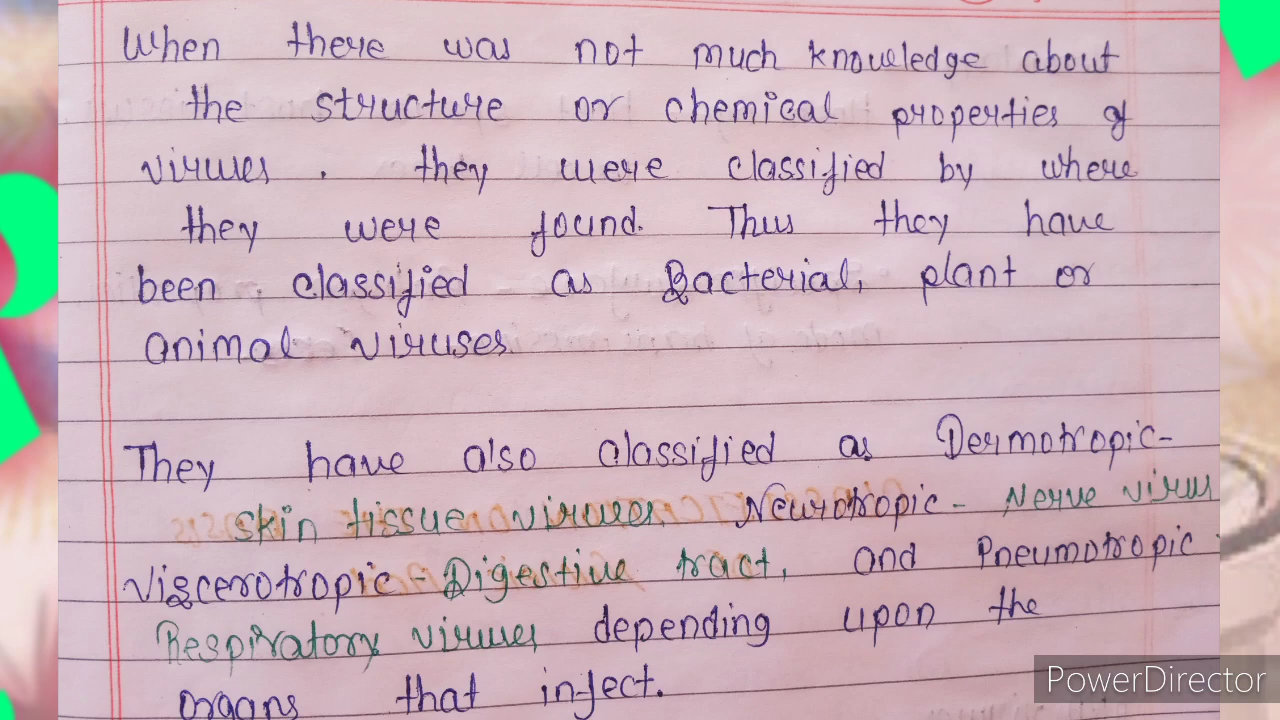 When there was not much knowledge about
the structure or chemical properties of
viruses. they were classified by where
they were found. Thus they have
been classified as Bacterial, plant or
animal viruses
They have also classified as Dermotropic-
skin tissue viruses Neurotropic - Nerve virus
Viscerotropic - Digestive tract, and Pneumotropic
Respiratory viruses depending upon the
organs that infect.
PowerDirector